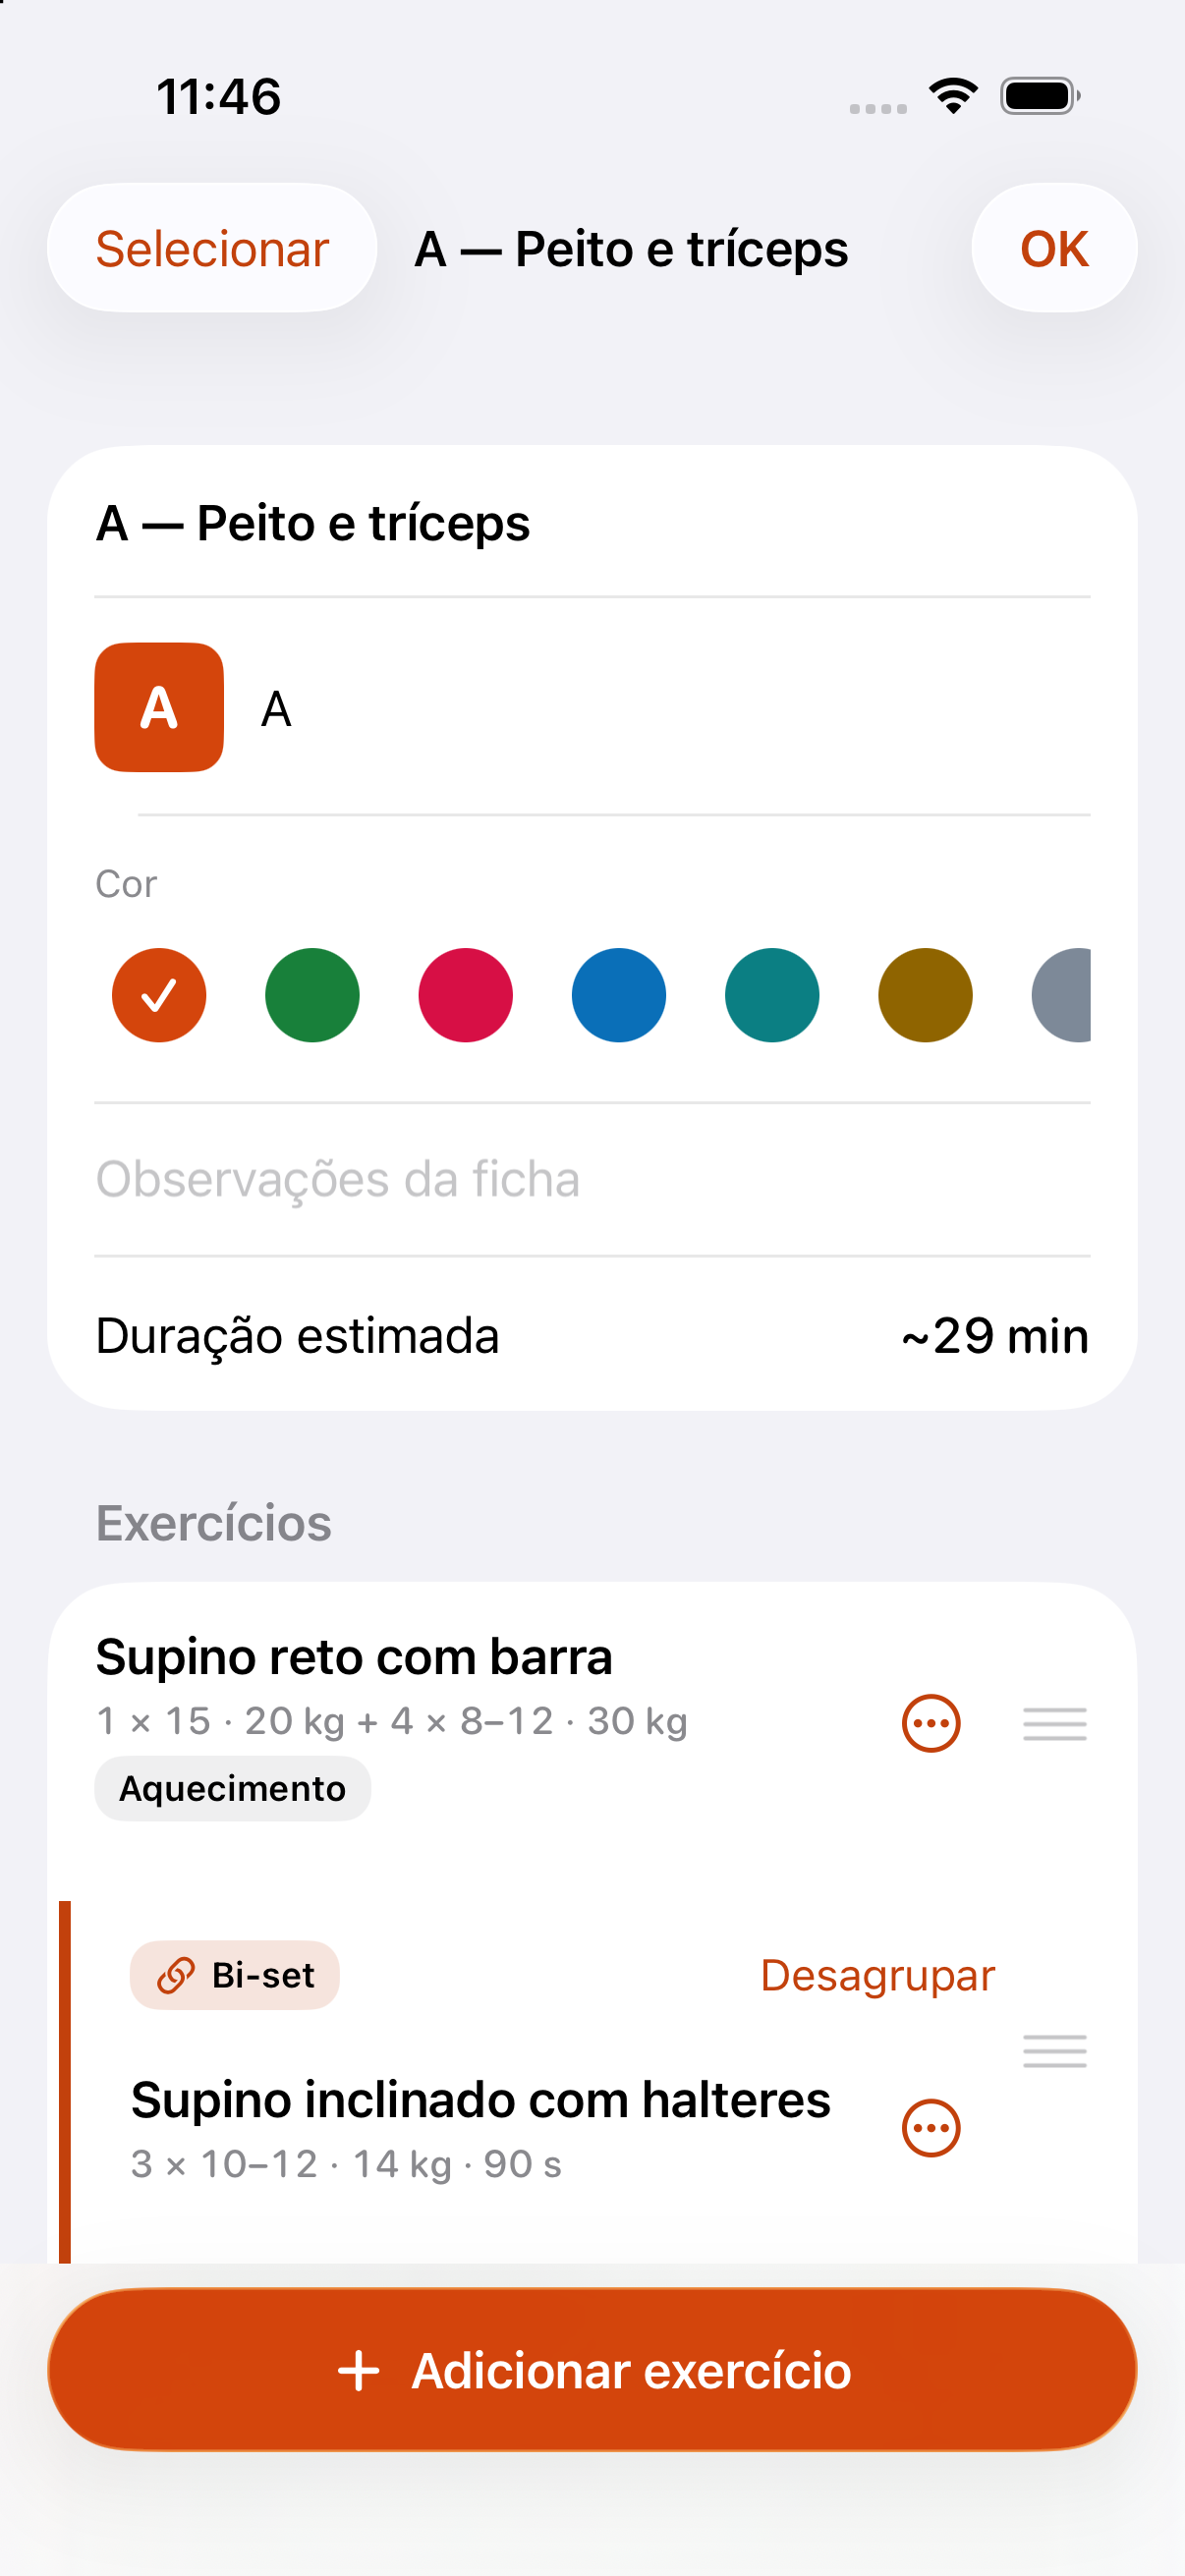 11:46
Selecionar
A — Peito e tríceps
OK
A — Peito e tríceps
A
A
Cor
Observações da ficha
Duração estimada
~29 min
Exercícios
Supino reto com barra
1 × 15 · 20 kg + 4 × 8–12 · 30 kg
Aquecimento
Bi-set
Desagrupar
Supino inclinado com halteres
3 × 10–12 · 14 kg · 90 s
+ Adicionar exercício